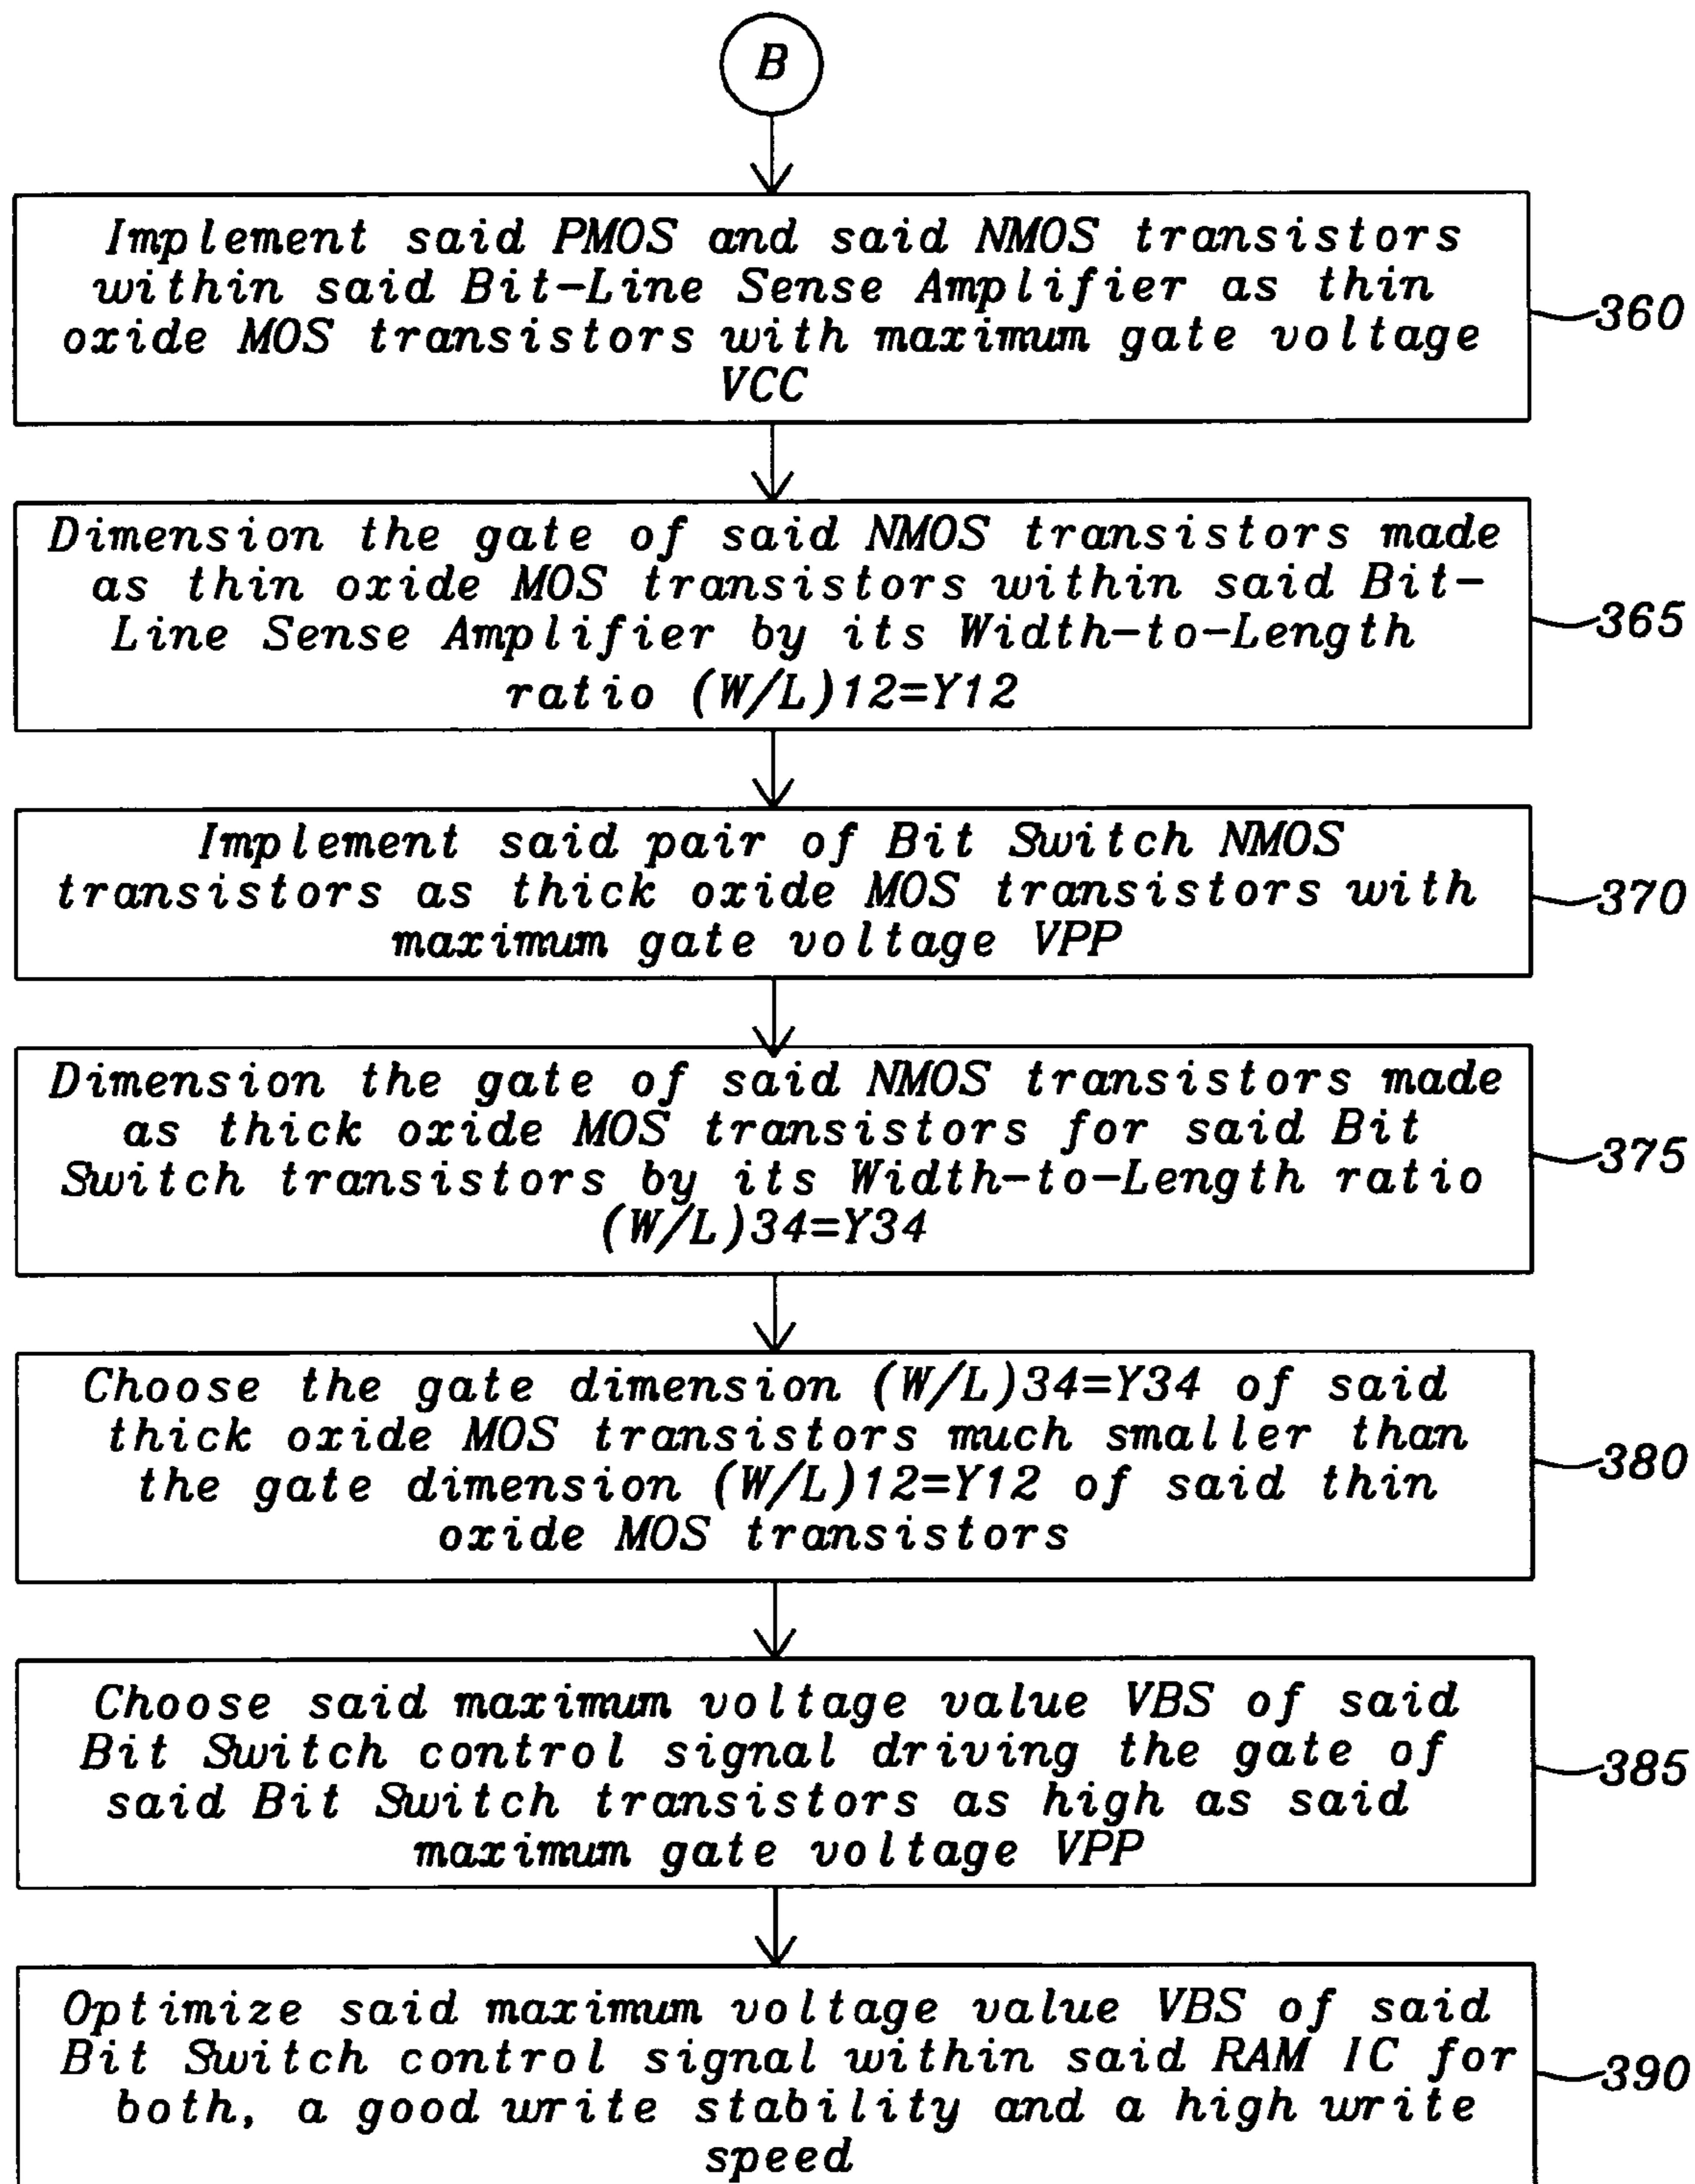 B
Implement said PMOS and said NMOS transistors
within said Bit-Line Sense Amplifier as thin
oxide MOS transistors with maximum gate voltage
VCC
360
Dimension the gate of said NMOS transistors made
as thin oxide MOS transistors within said Bit-
Line Sense Amplifier by its Width-to-Length
ratio (W/L)12=Y12
365
Implement said pair of Bit Switch NMOS
transistors as thick oxide MOS transistors with
maximum gate voltage VPP
370
Dimension the gate of said NMOS transistors made
as thick oxide MOS transistors for said Bit
Switch transistors by its Width-to-Length ratio
(W/L)34=Y34
375
Choose the gate dimension (W/L)34=Y34 of said
thick oxide MOS transistors much smaller than
the gate dimension (W/L)12=Y12 of said thin
oxide MOS transistors
380
Choose said maximum voltage value VBS of said
Bit Switch control signal driving the gate of
said Bit Switch transistors as high as said
maximum gate voltage VPP
385
Optimize said maximum voltage value VBS of said
Bit Switch control signal within said RAM IC for
both, a good write stability and a high write
speed
390